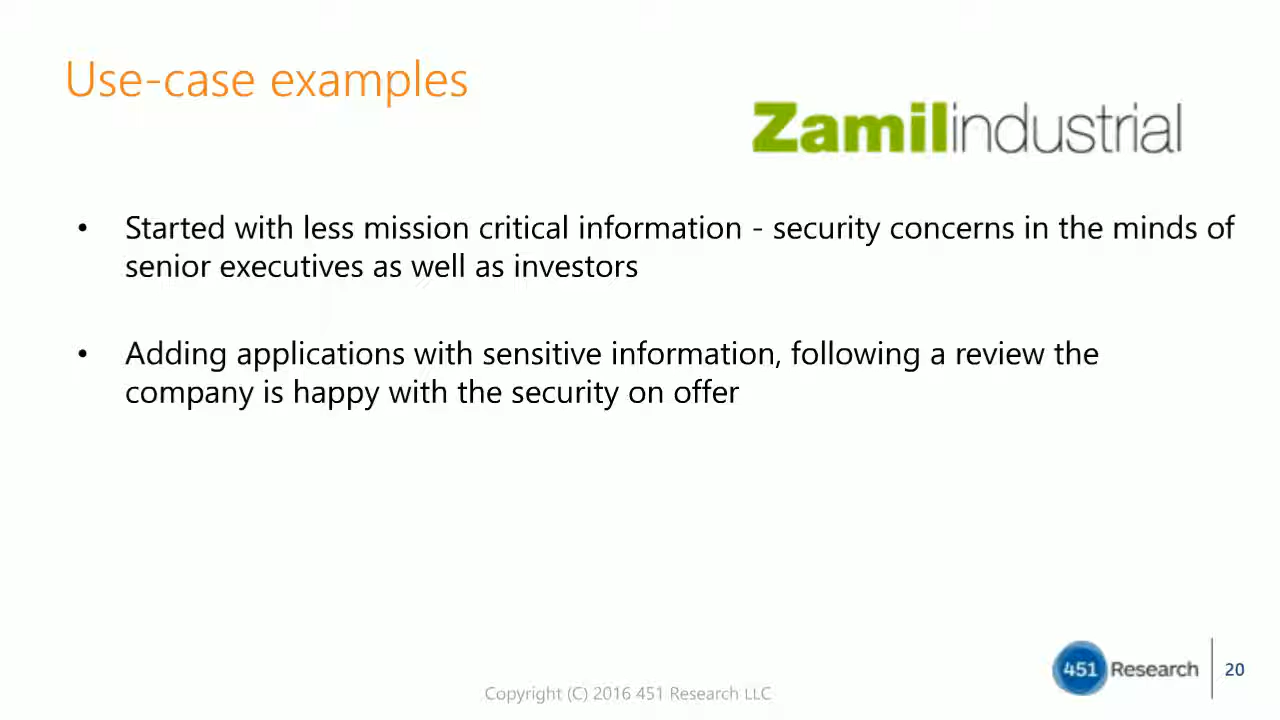 Use-case examples
Zamilindustrial
• Started with less mission critical information - security concerns in the minds of
senior executives as well as investors
• Adding applications with sensitive information, following a review the
company is happy with the security on offer
451 Research
20
Copyright (C) 2016 451 Research LLC